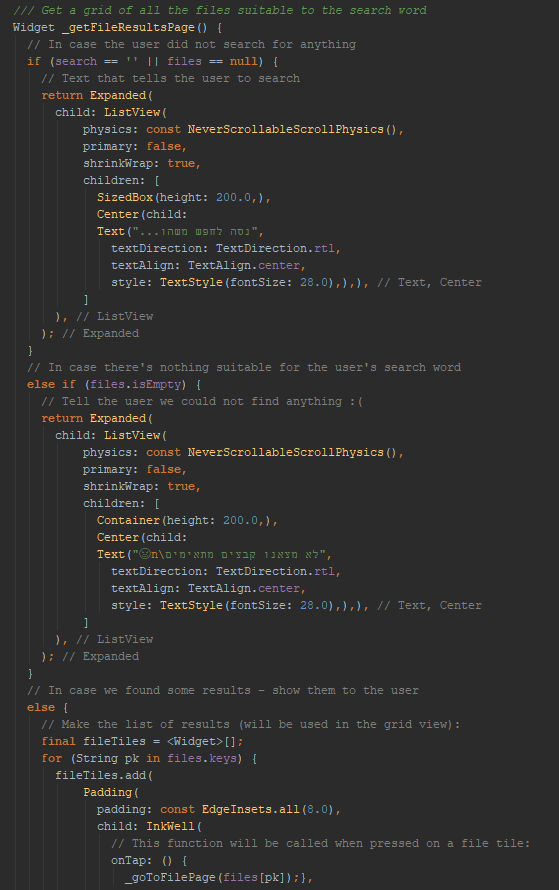 /// Get a grid of all the files suitable to the search word
Widget _getFileResultsPage() {
// In case the user did not search for anything
if (search == '' || files == null) {
// Text that tells the user to search
return Expanded(
child: ListView(
physics: const NeverScrollableScrollPhysics(),
primary: false,
shrinkWrap: true,
children: [
SizedBox(height: 200.0,),
Center(child:
Text("נסה לחפש משהו...",
textDirection: TextDirection.rtl,
textAlign: TextAlign.center,
style: TextStyle(fontSize: 28.0),),), // Text, Center
]
), // ListView
); // Expanded
}
// In case there's nothing suitable for the user's search word
else if (files.isEmpty) {
// Tell the user we could not find anything :(
return Expanded(
child: ListView(
physics: const NeverScrollableScrollPhysics(),
primary: false,
shrinkWrap: true,
children: [
Container(height: 200.0,),
Center(child:
Text("לא מצאנו קבצים מתאימים\n☹",
textDirection: TextDirection.rtl,
textAlign: TextAlign.center,
style: TextStyle(fontSize: 28.0),),), // Text, Center
]
), // ListView
); // Expanded
}
// In case we found some results – show them to the user
else {
// Make the list of results (will be used in the grid view):
final fileTiles = <Widget>[];
for (String pk in files.keys) {
fileTiles.add(
Padding(
padding: const EdgeInsets.all(8.0),
child: InkWell(
// This function will be called when pressed on a file tile:
onTap: () {
_goToFilePage(files[pk]);},